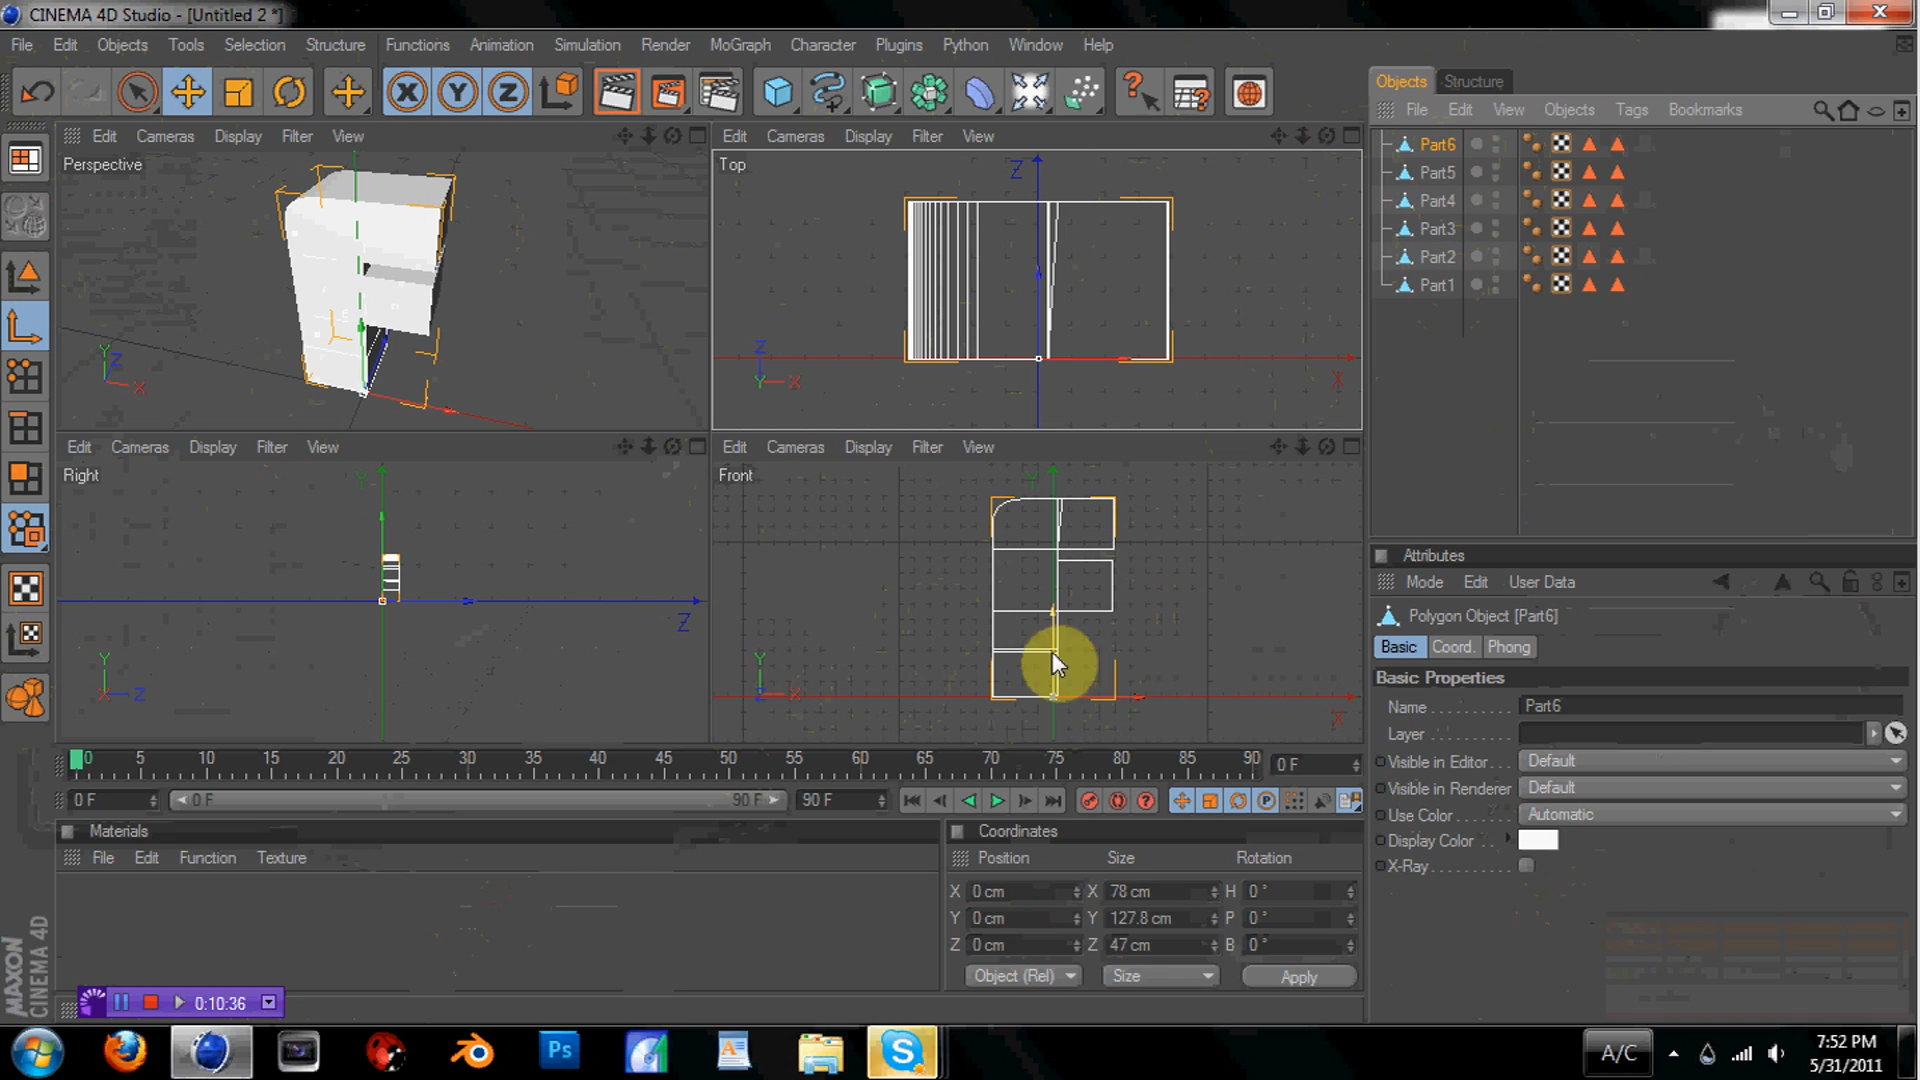 CINEMA 4D Studio - [Untitled 2 *]
File Edit Objects Tools Selection Structure Functions Animation Simulation Render MoGraph Character Plugins Python Window Help
Objects Structure
File Edit View Objects Tags Bookmarks
Part6
Part5
Part4
Part3
Part2
Part1
Edit Cameras Display Filter View
Perspective
Y Z X
Edit Cameras Display Filter View
Top
Z
X
Z Y X
Edit Cameras Display Filter View
Right
Y
Z
Y X Z
Edit Cameras Display Filter View
Front
Y
X
Y Z X
Attributes
Mode Edit User Data
Polygon Object [Part6]
Basic Coord. Phong
Basic Properties
Name Part6
Layer
Visible in Editor Default
Visible in Renderer Default
Use Color Automatic
Display Color
X-Ray
0 5 10 15 20 25 30 35 40 45 50 55 60 65 70 75 80 85 90 0 F
0 F 0 F 90 F 90 F
Materials
File Edit Function Texture
Coordinates
Position Size Rotation
X 0 cm X 78 cm H 0 °
Y 0 cm Y 127.8 cm P 0 °
Z 0 cm Z 47 cm B 0 °
Object (Rel) Size Apply
MAXON
CINEMA 4D
0:10:36
Ps
A/C
7:52 PM
5/31/2011